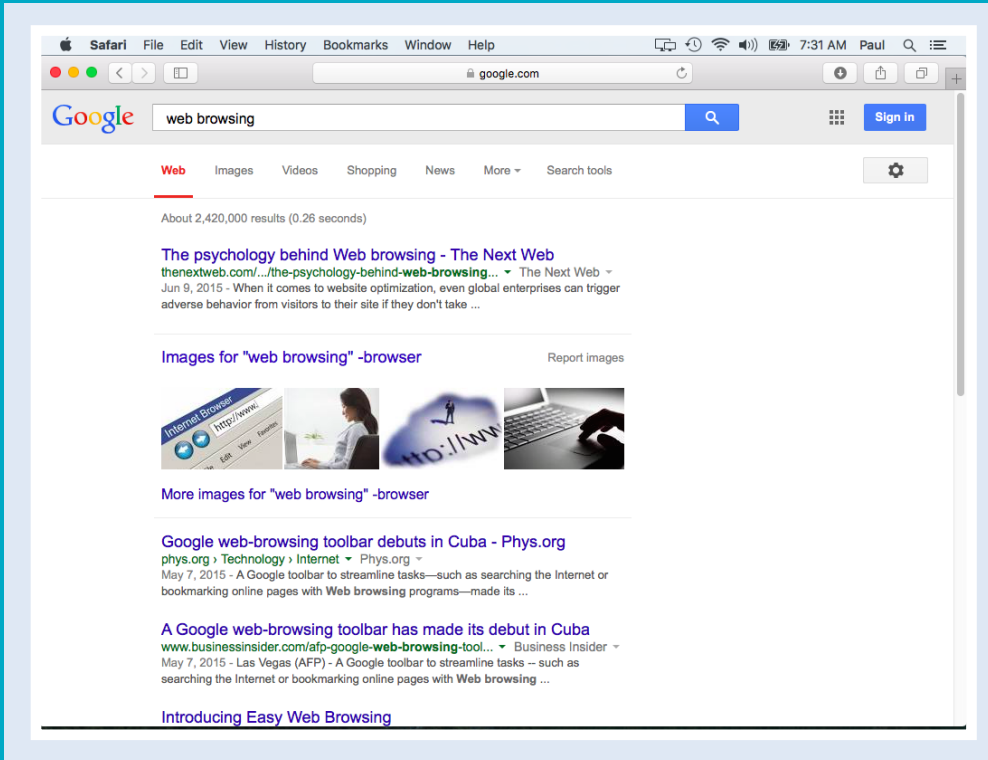 Safari File Edit View History Bookmarks Window Help 7:31 AM Paul
google.com
Google web browsing Sign in
Web Images Videos Shopping News More Search tools
About 2,420,000 results (0.26 seconds)
The psychology behind Web browsing - The Next Web
thenextweb.com/.../the-psychology-behind-web-browsing... The Next Web
Jun 9, 2015 - When it comes to website optimization, even global enterprises can trigger
adverse behavior from visitors to their site if they don't take ...
Images for "web browsing" -browser Report images
Internet Browser
http://www.
File Edit View Favorites
http://www
More images for "web browsing" -browser
Google web-browsing toolbar debuts in Cuba - Phys.org
phys.org › Technology › Internet Phys.org
May 7, 2015 - A Google toolbar to streamline tasks—such as searching the Internet or
bookmarking online pages with Web browsing programs—made its ...
A Google web-browsing toolbar has made its debut in Cuba
www.businessinsider.com/afp-google-web-browsing-tool... Business Insider
May 7, 2015 - Las Vegas (AFP) - A Google toolbar to streamline tasks -- such as
searching the Internet or bookmarking online pages with Web browsing ...
Introducing Easy Web Browsing